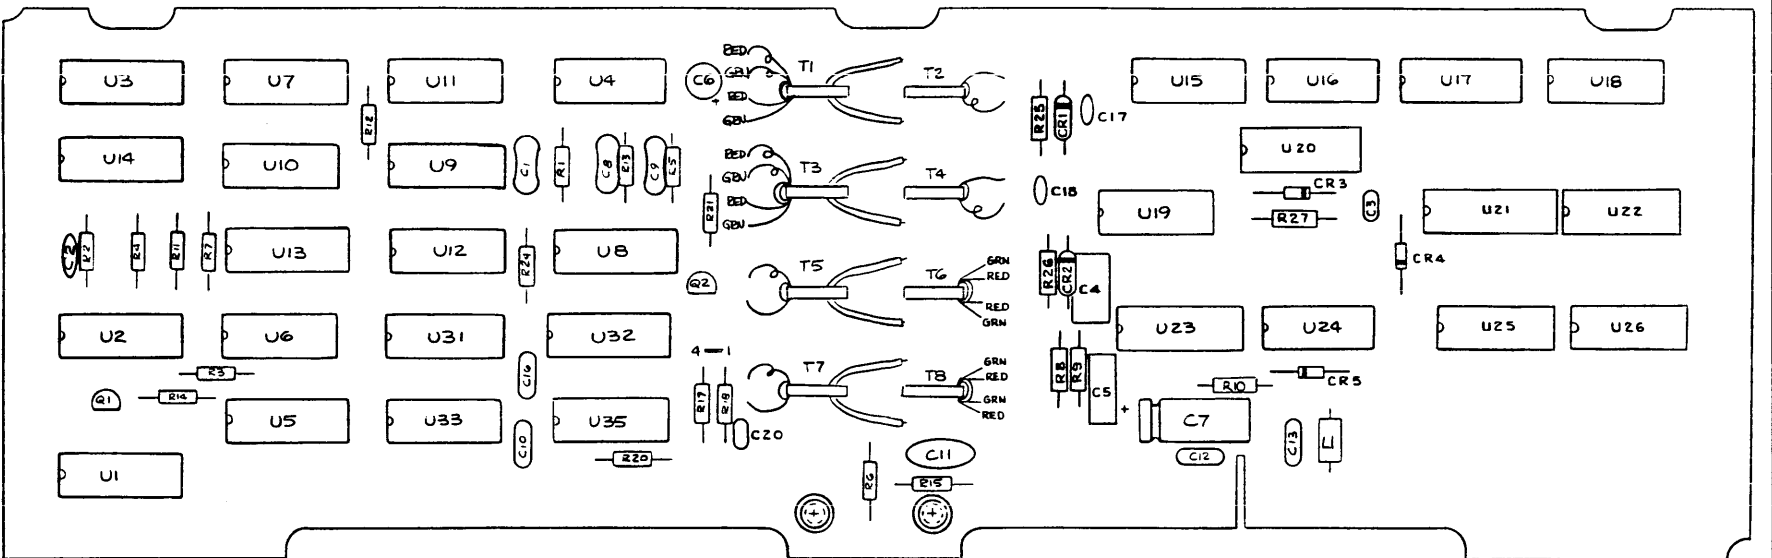 U3
U7
U11
U4
C6
+
RED
GRN
RED
GRN
T1
T2
R25
CR1
C17
U15
U16
U17
U18
R12
U14
U10
U9
C1
R1
C8
R13
C9
R5
RED
GRN
RED
GRN
T3
T4
R21
C18
U20
CR3
R27
C3
U19
U21
U22
C2
R2
R4
R11
R7
U13
U12
R24
U8
Q2
T5
T6
GRN
RED
RED
GRN
R26
CR2
C4
CR4
U2
U6
U31
U32
U23
U24
U25
U26
R3
C16
4
1
T7
T8
GRN
RED
GRN
RED
R8
R9
C5
CR5
R10
Q1
R14
R17
R18
C20
+
C7
U5
U33
C10
U35
R20
C11
C12
C13
L1
U1
R6
R15